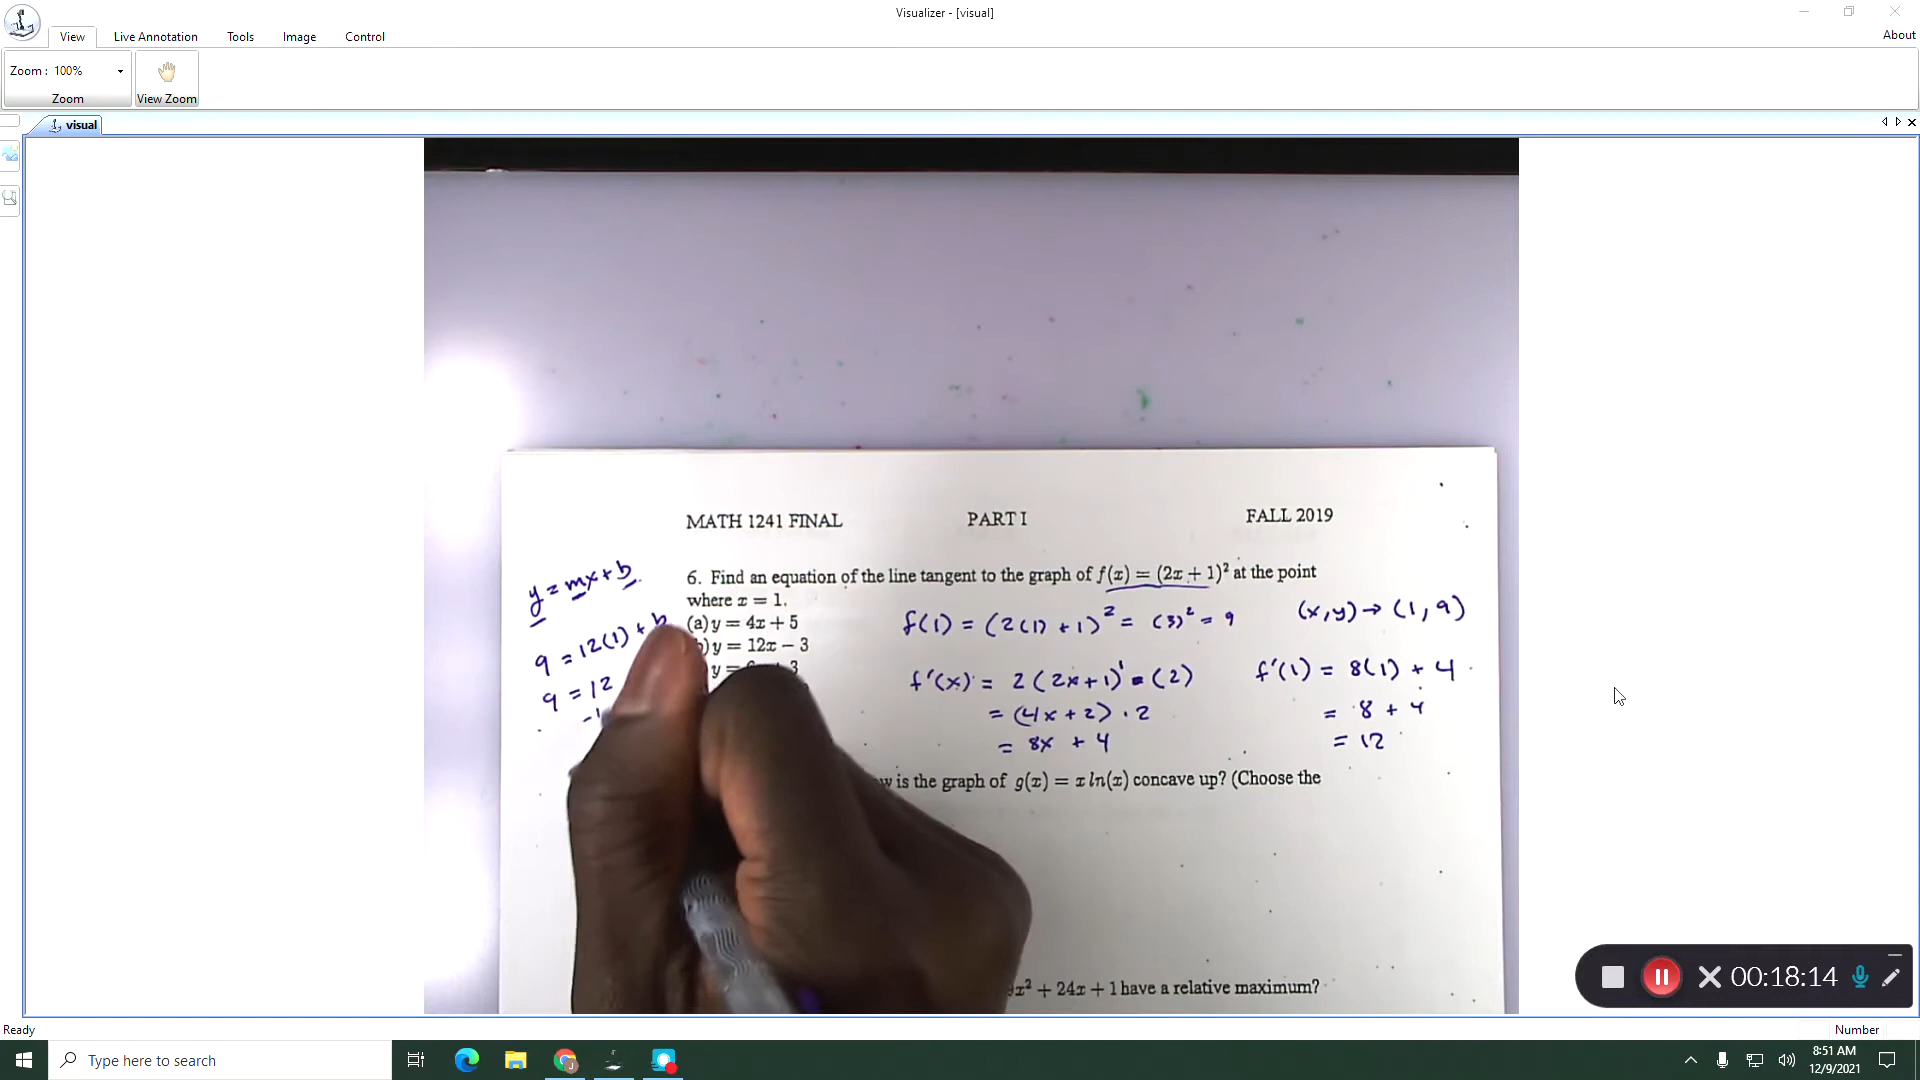 Visualizer - [visual]
View Live Annotation Tools Image Control About
Zoom : 100%
Zoom View Zoom
visual
MATH 1241 FINAL PART I FALL 2019
6. Find an equation of the line tangent to the graph of f(x) = (2x + 1)² at the point
where x = 1.
(a) y = 4x + 5
y = 12x − 3
y = mx + b
9 = 12(1) + b
9 = 12
f(1) = (2(1) + 1)² = (3)² = 9
(x,y) → (1, 9)
f'(x) = 2(2x+1)¹ • (2)
= (4x+2) · 2
= 8x + 4
f'(1) = 8(1) + 4
= 8 + 4
= 12
is the graph of g(x) = x ln(x) concave up? (Choose the
x² + 24x + 1 have a relative maximum?
00:18:14
Ready Number
Type here to search
8:51 AM
12/9/2021